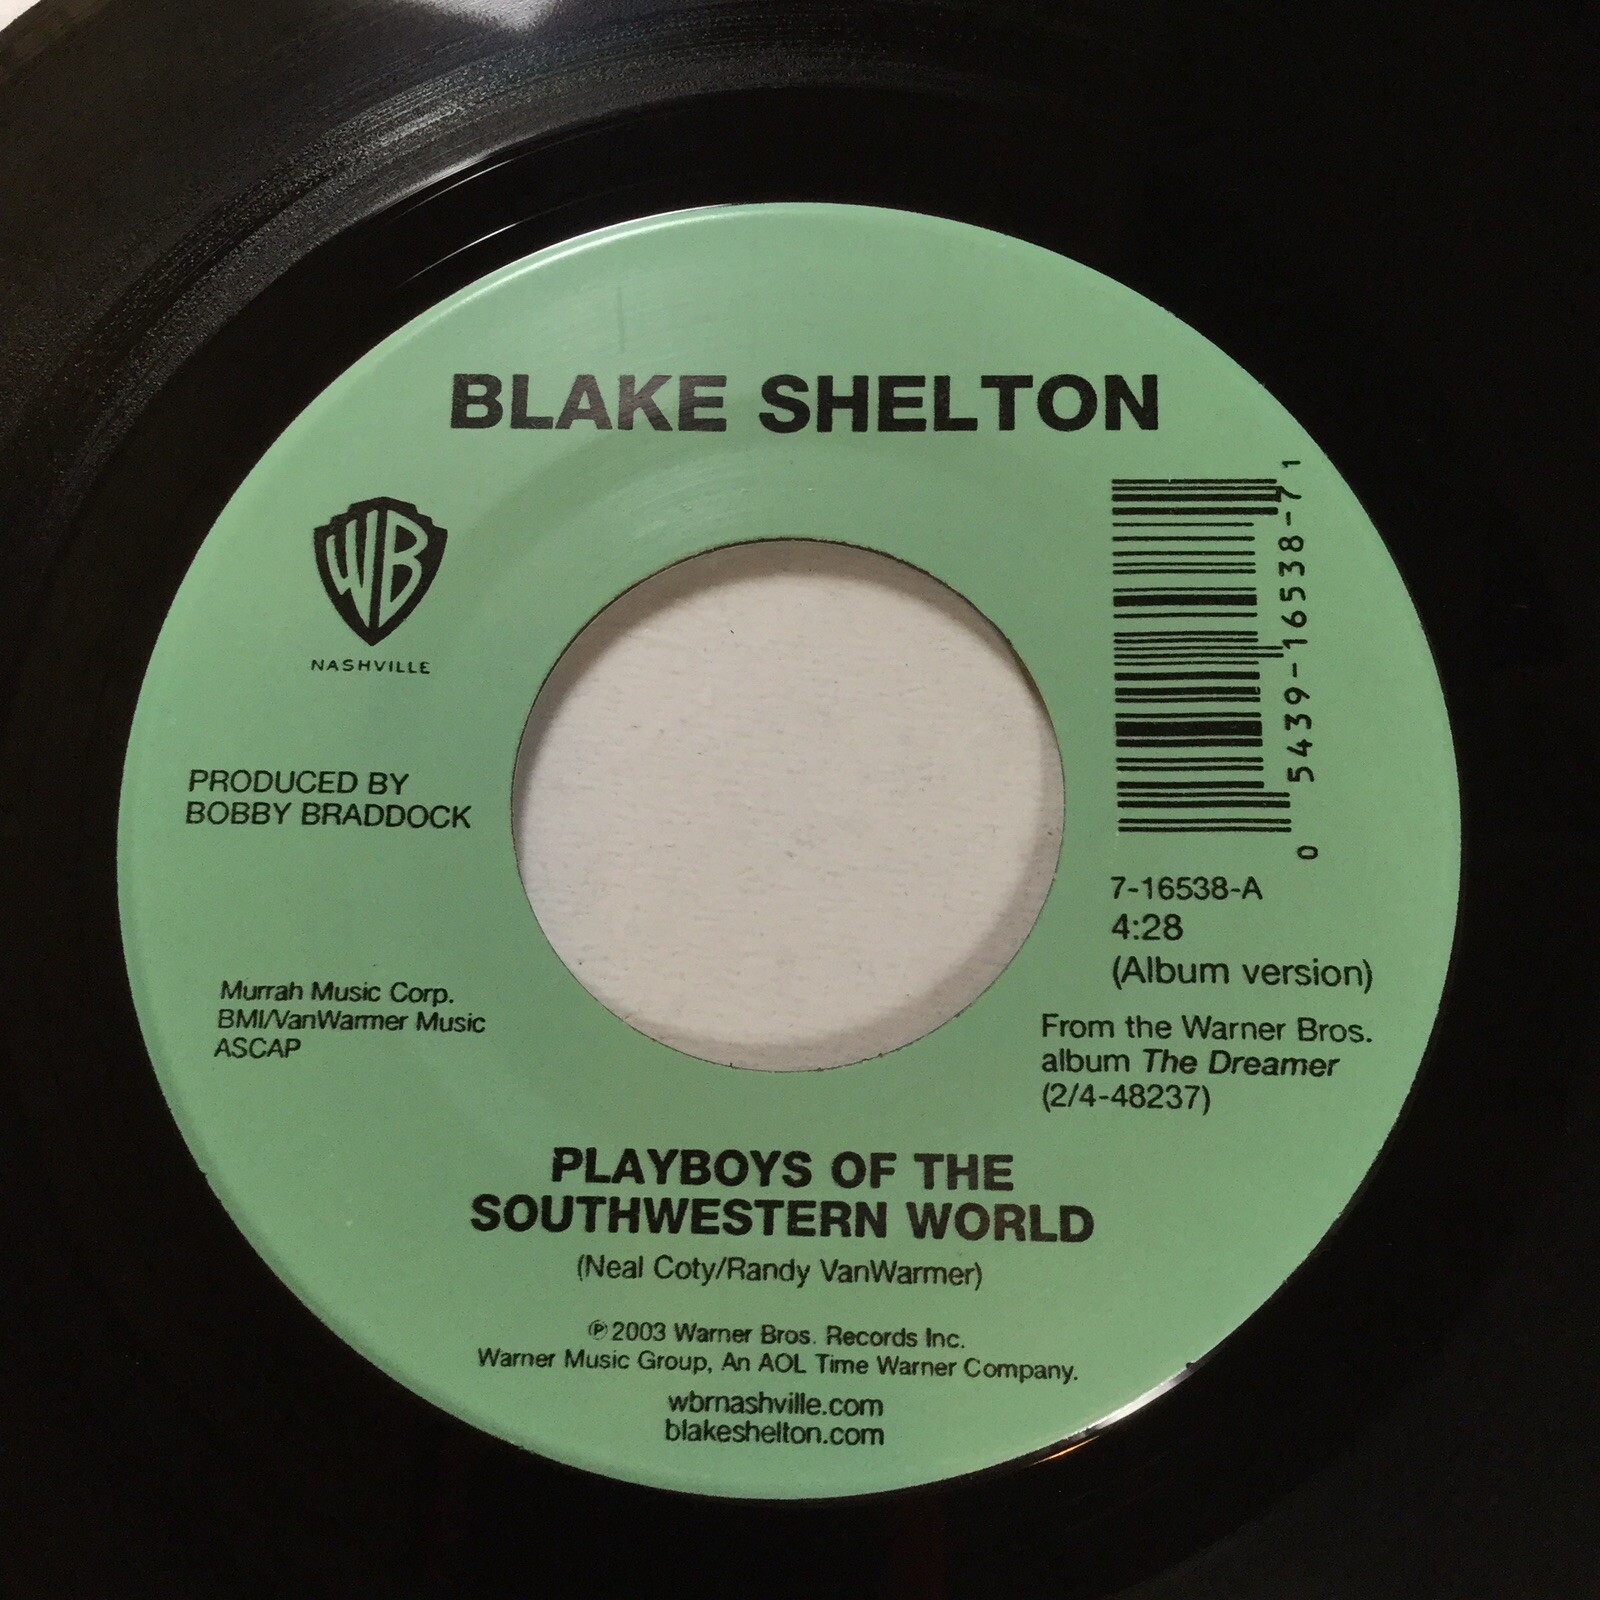 BLAKE SHELTON
WB
NASHVILLE
PRODUCED BY
BOBBY BRADDOCK
Murrah Music Corp.
BMI/VanWarmer Music
ASCAP
0 5439-16538-7 1
7-16538-A
4:28
(Album version)
From the Warner Bros.
album The Dreamer
(2/4-48237)
PLAYBOYS OF THE
SOUTHWESTERN WORLD
(Neal Coty/Randy VanWarmer)
℗ 2003 Warner Bros. Records Inc.
Warner Music Group, An AOL Time Warner Company.
wbrnashville.com
blakeshelton.com